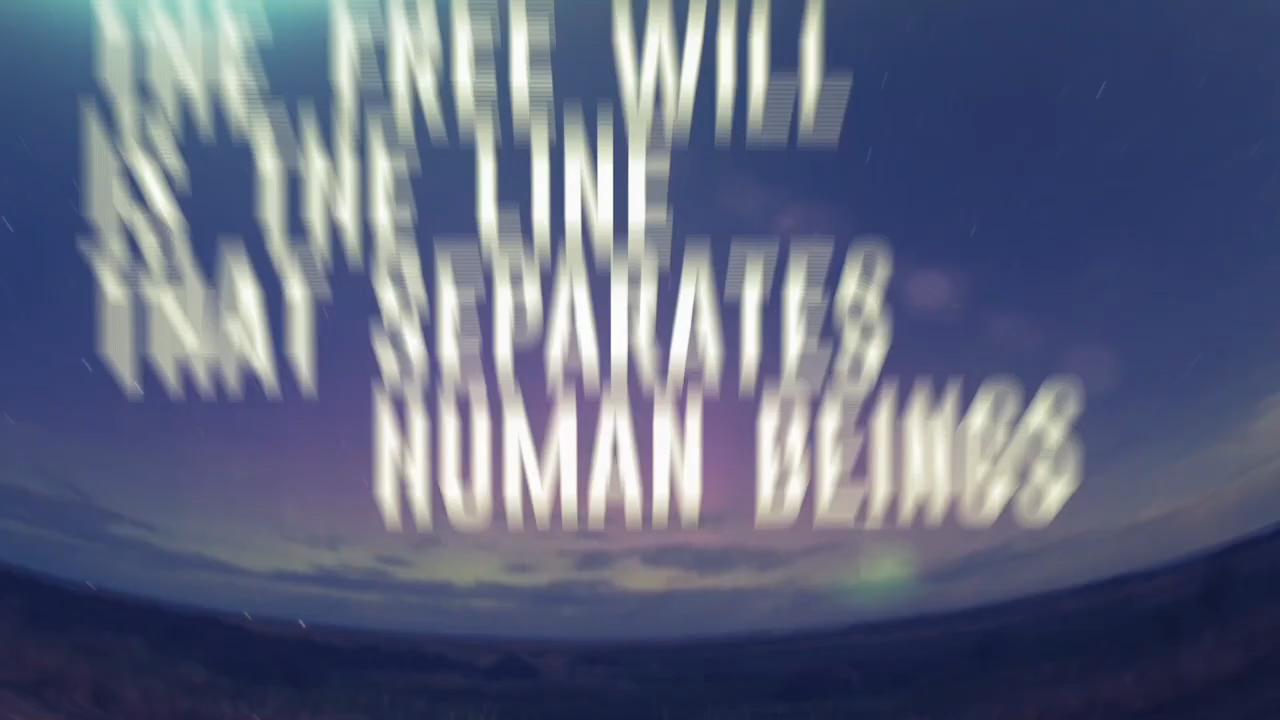 THE FREE WILL
IS THE LINE
THAT SEPARATES
HUMAN BEINGS